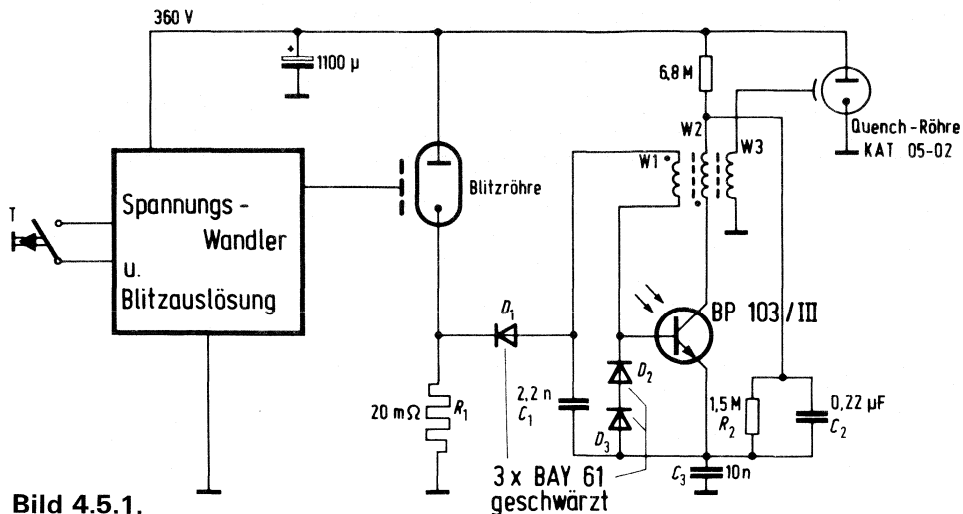 360 V
+
1100 µ
6,8 M
W2
W1
W3
Quench-Röhre
KAT 05-02
Blitzröhre
T
Spannungs-
Wandler
u.
Blitzauslösung
D₁
BP 103 / III
20 mΩ
R₁
2,2 n
C₁
D₂
D₃
1,5 M
R₂
0,22 µF
C₂
3 x BAY 61
geschwärzt
C₃
10 n
Bild 4.5.1.